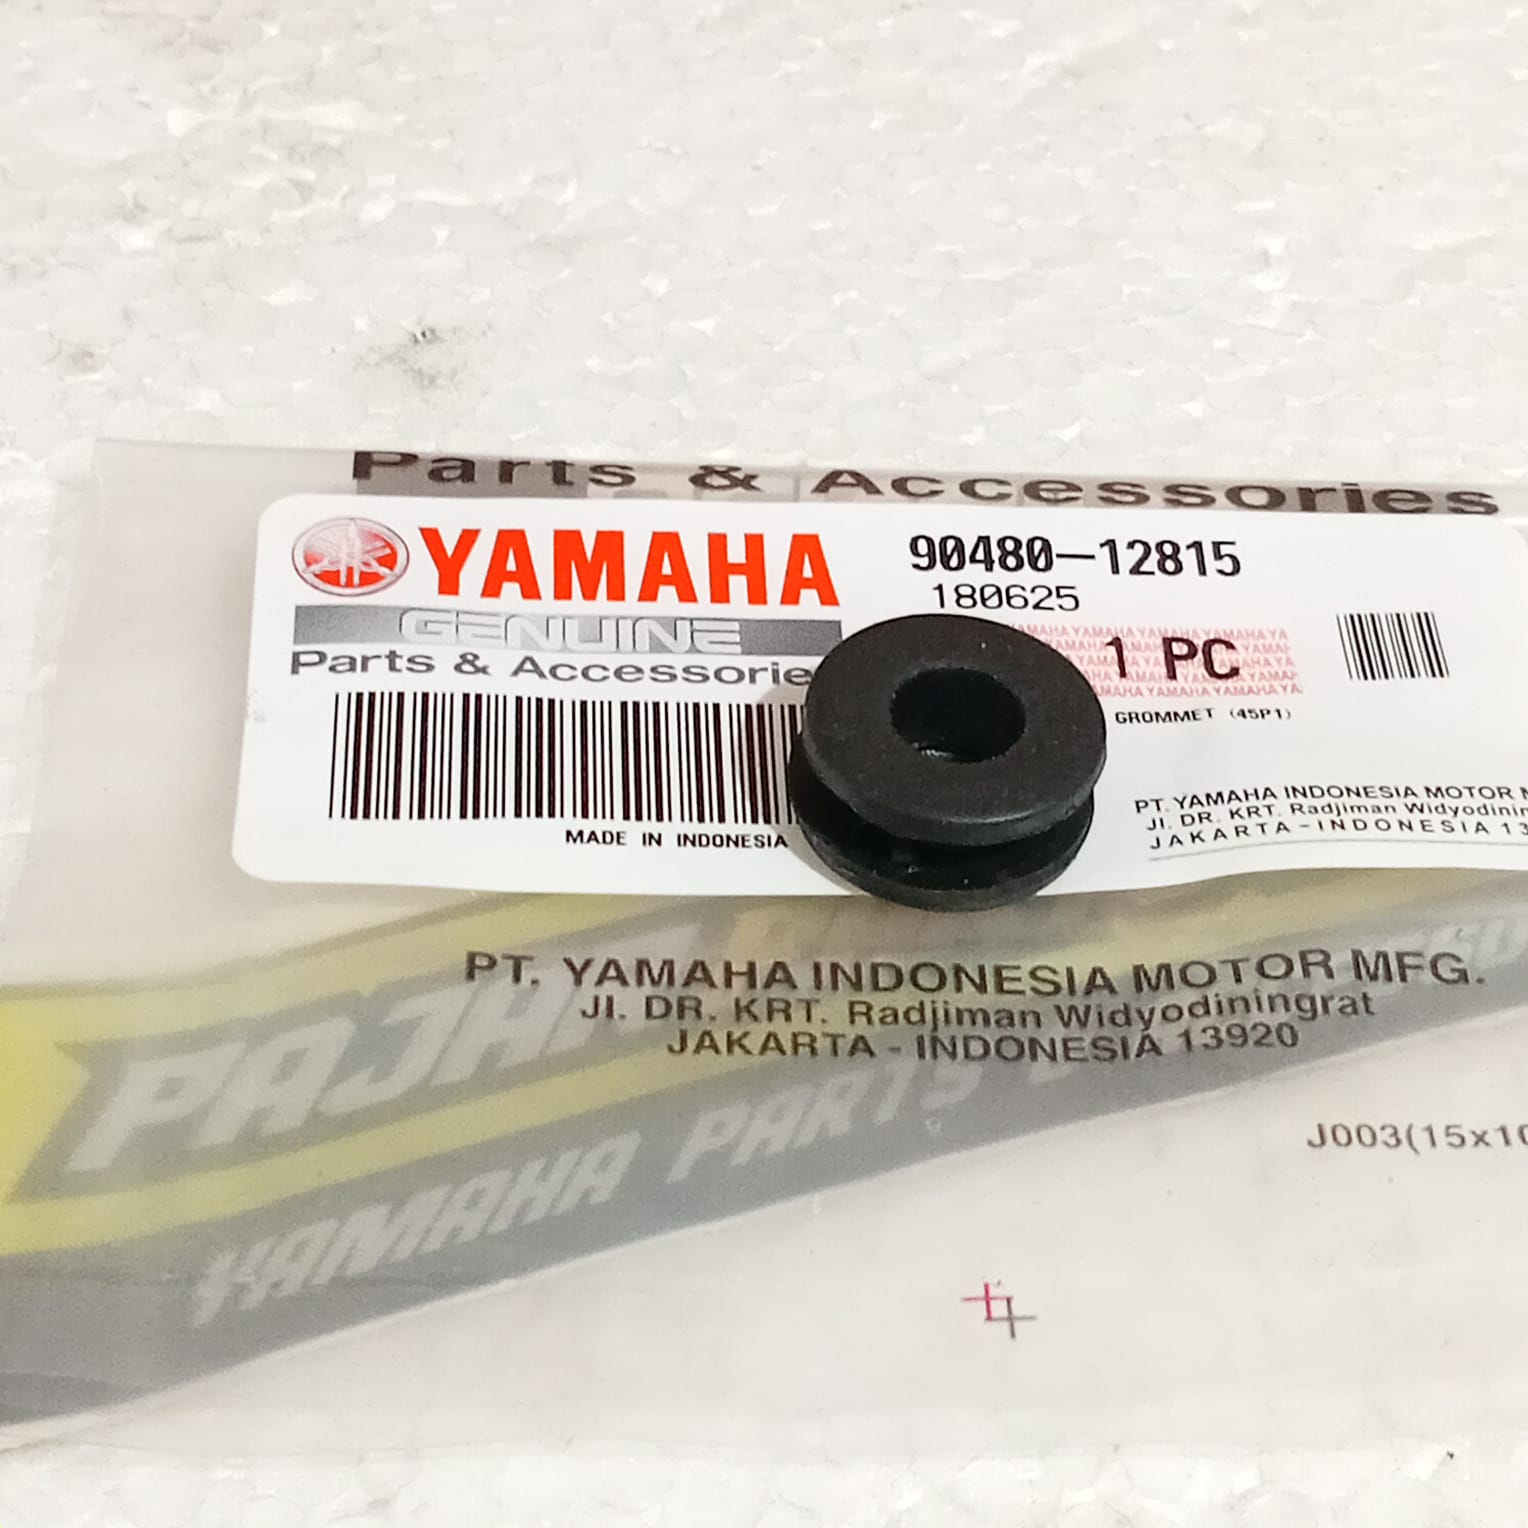 Parts & Accessories
YAMAHA
90480-12815
180625
GENUINE
1 PC
Parts & Accessorie
GROMMET (45P1)
MADE IN INDONESIA
PT. YAMAHA INDONESIA MOTOR
JI. DR. KRT. Radjiman Widyodinin
JAKARTA-INDONESIA 13
PT. YAMAHA INDONESIA MOTOR MFG.
JI. DR. KRT. Radjiman Widyodiningrat
JAKARTA - INDONESIA 13920
YAMAHA PARTS
J003(15x10